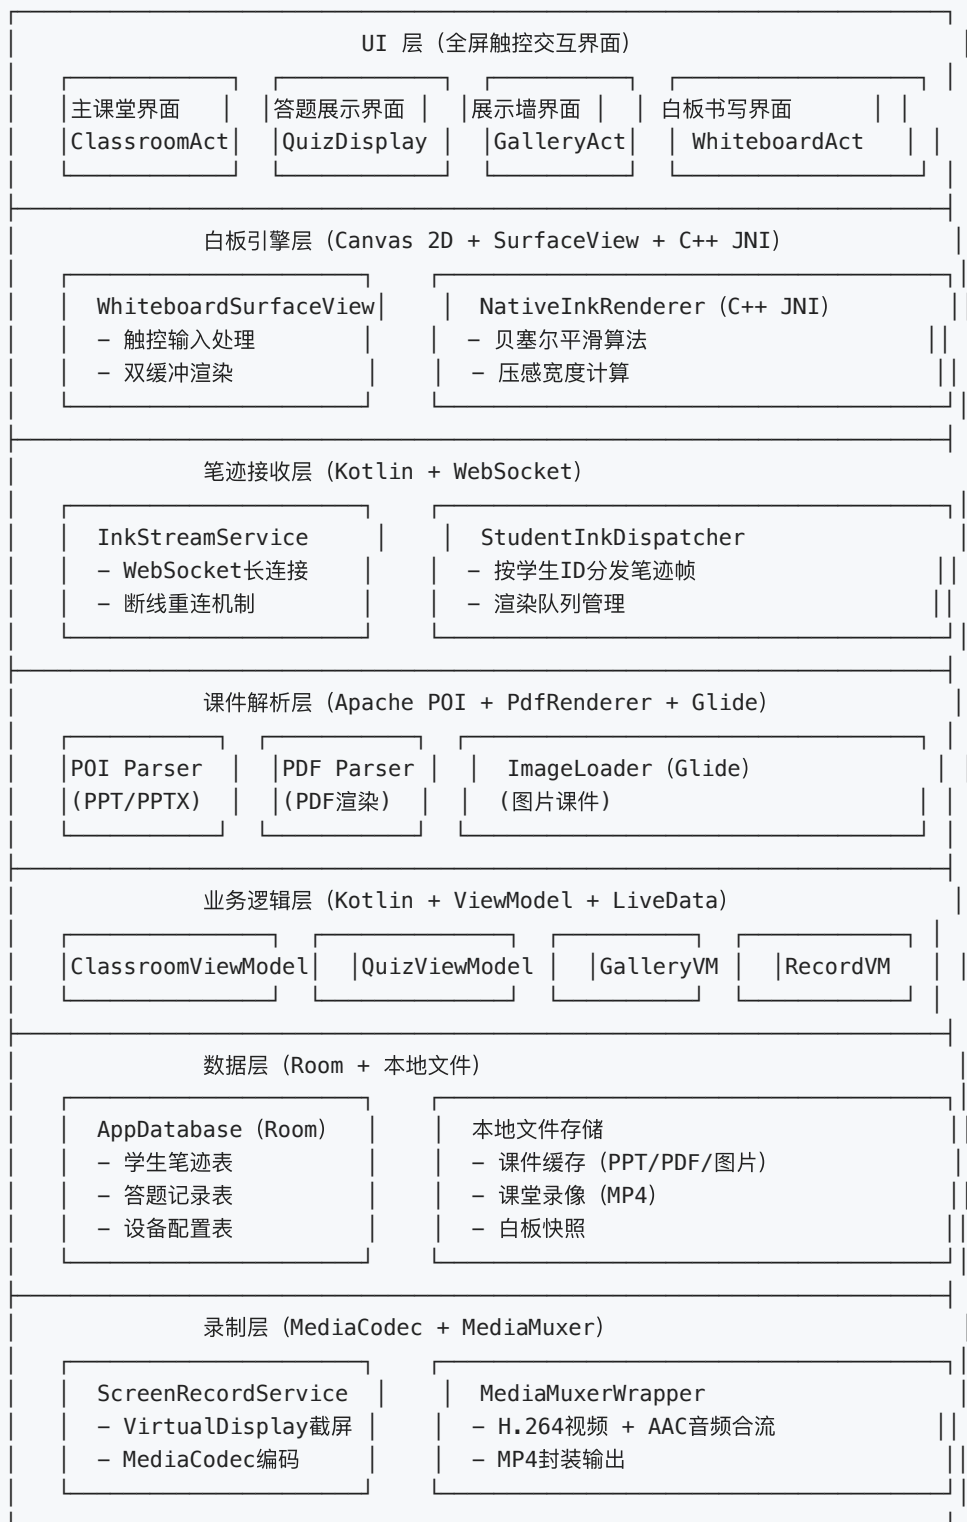 UI 层（全屏触控交互界面）
主课堂界面 答题展示界面 展示墙界面 白板书写界面
ClassroomAct QuizDisplay GalleryAct WhiteboardAct
白板引擎层（Canvas 2D + SurfaceView + C++ JNI）
WhiteboardSurfaceView NativeInkRenderer（C++ JNI）
– 触控输入处理 – 贝塞尔平滑算法
– 双缓冲渲染 – 压感宽度计算
笔迹接收层（Kotlin + WebSocket）
InkStreamService StudentInkDispatcher
– WebSocket长连接 – 按学生ID分发笔迹帧
– 断线重连机制 – 渲染队列管理
课件解析层（Apache POI + PdfRenderer + Glide）
POI Parser PDF Parser ImageLoader（Glide）
(PPT/PPTX) (PDF渲染) (图片课件)
业务逻辑层（Kotlin + ViewModel + LiveData）
ClassroomViewModel QuizViewModel GalleryVM RecordVM
数据层（Room + 本地文件）
AppDatabase（Room） 本地文件存储
– 学生笔迹表 – 课件缓存（PPT/PDF/图片）
– 答题记录表 – 课堂录像（MP4）
– 设备配置表 – 白板快照
录制层（MediaCodec + MediaMuxer）
ScreenRecordService MediaMuxerWrapper
– VirtualDisplay截屏 – H.264视频 + AAC音频合流
– MediaCodec编码 – MP4封装输出